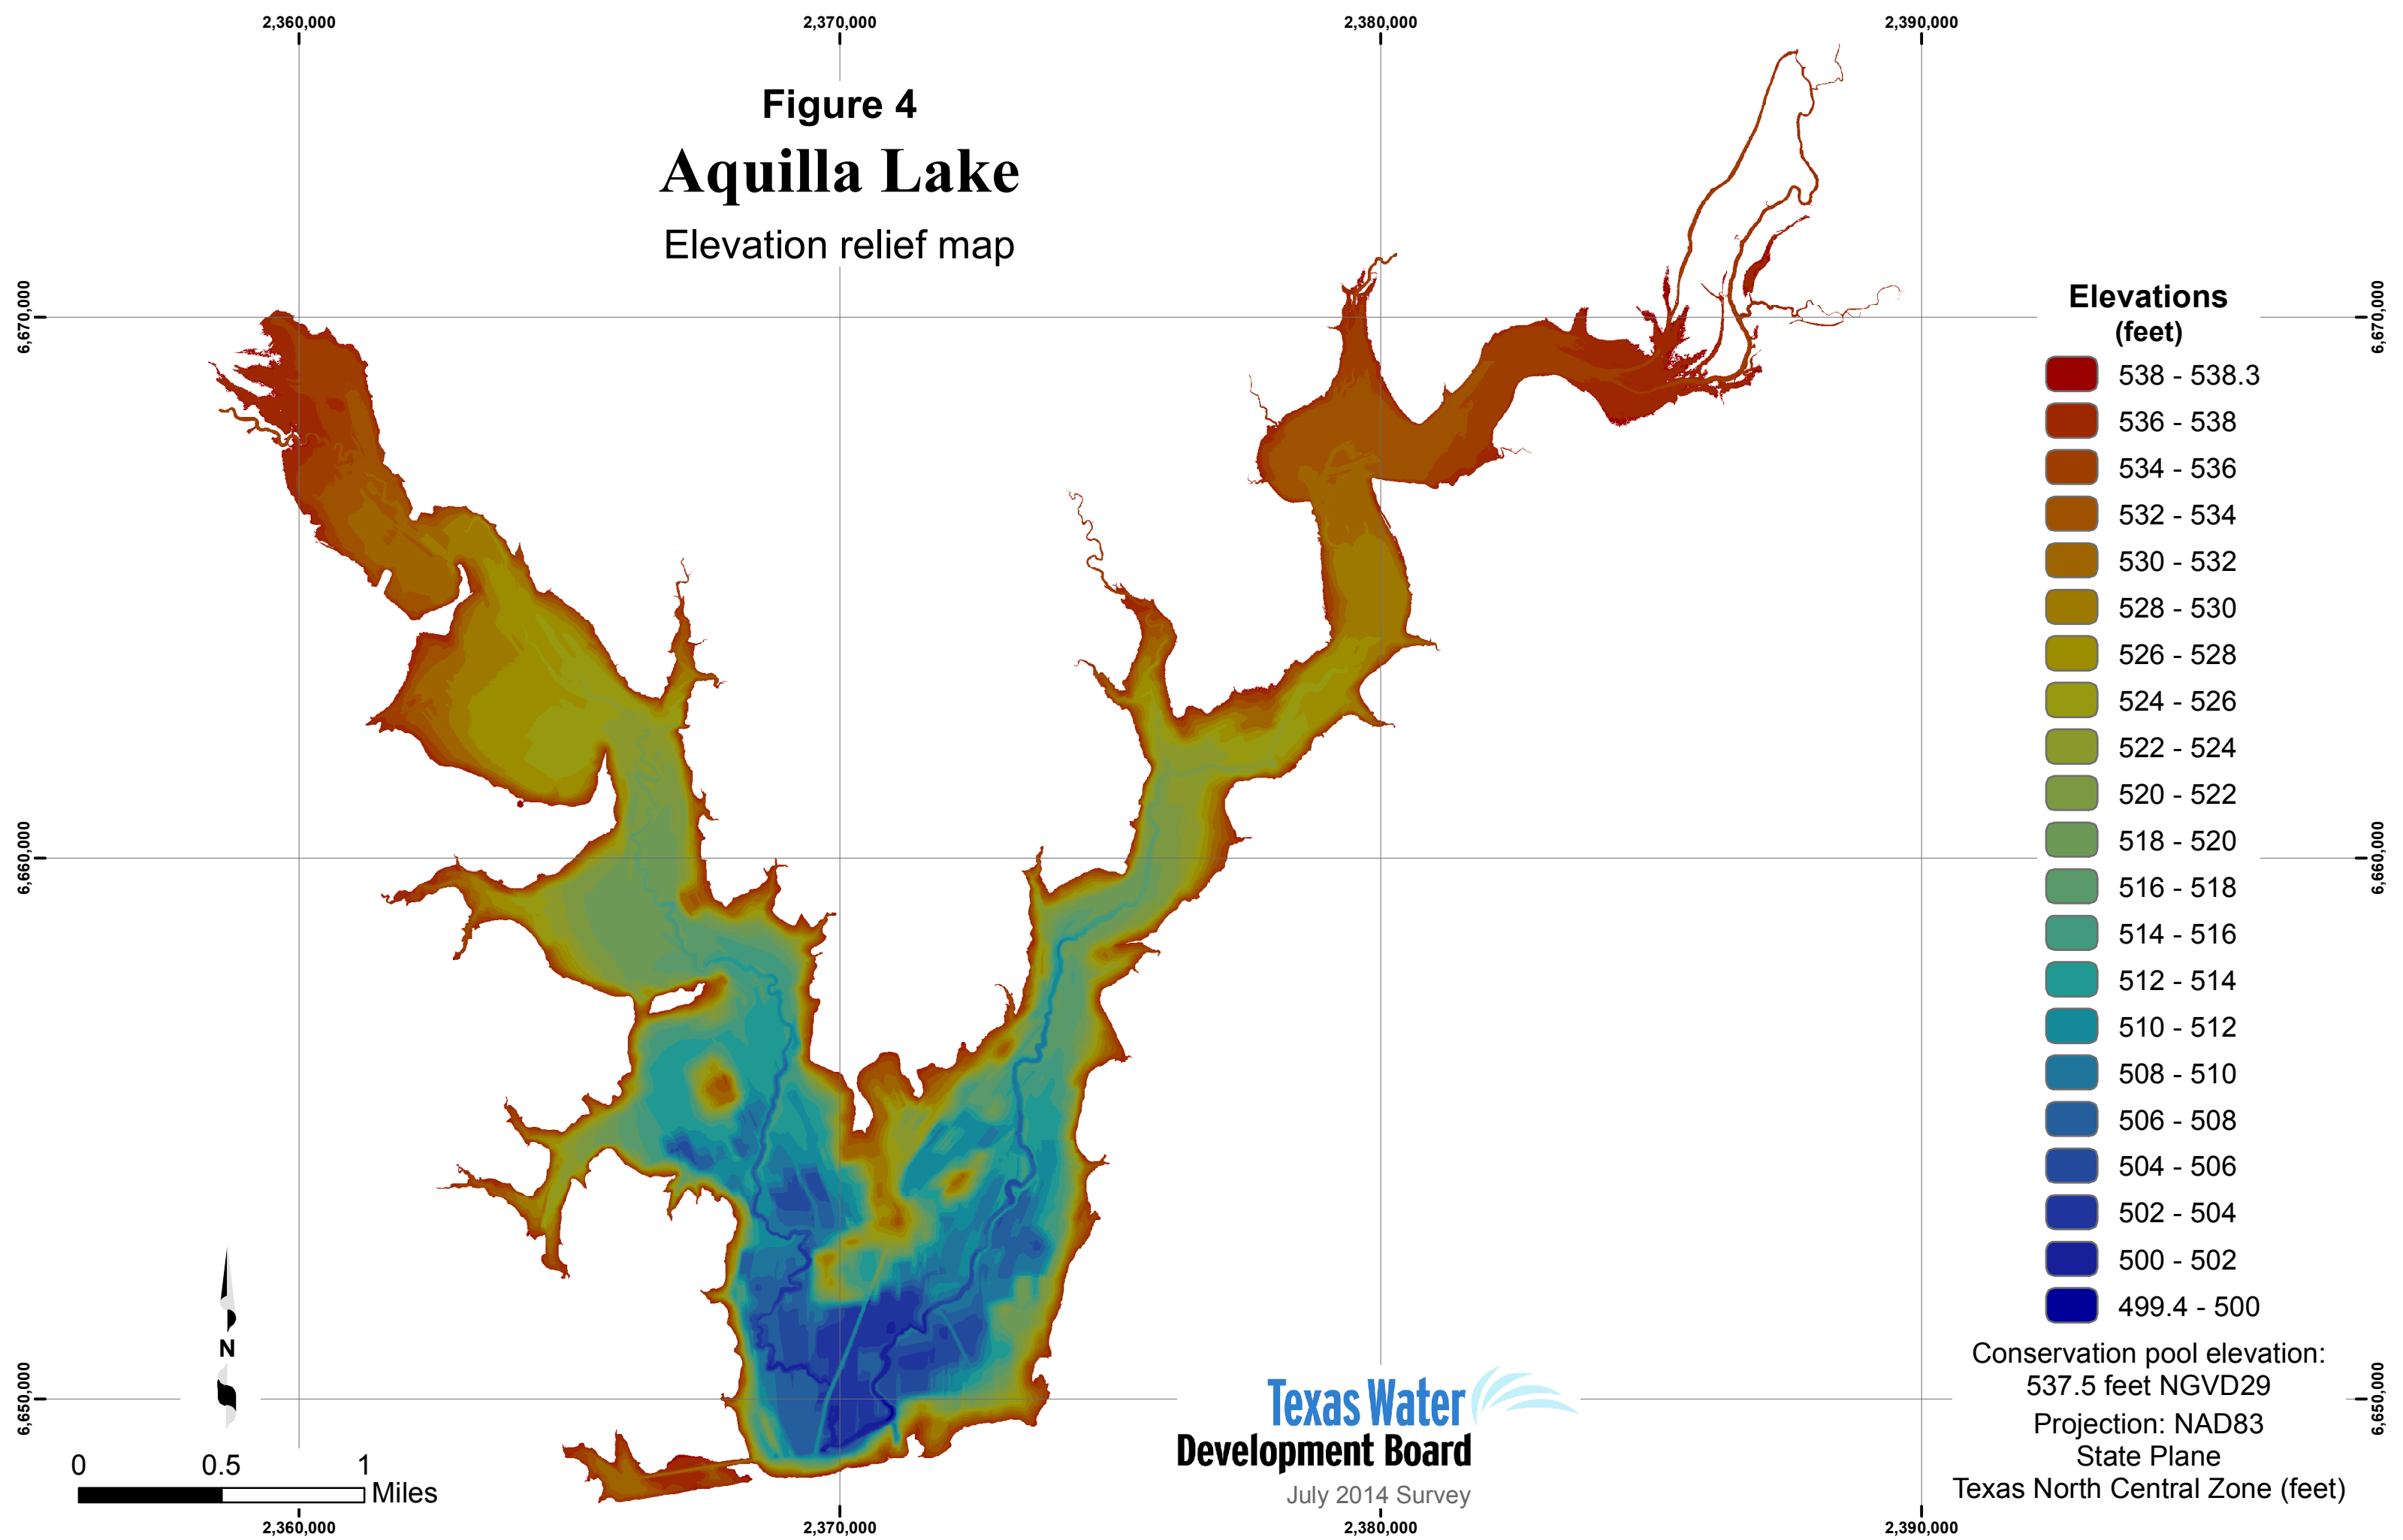 2,360,000 2,370,000 2,380,000 2,390,000
Figure 4
Aquilla Lake
Elevation relief map
6,670,000 6,670,000
6,660,000 6,660,000
6,650,000 6,650,000
Elevations
(feet)
538 - 538.3
536 - 538
534 - 536
532 - 534
530 - 532
528 - 530
526 - 528
524 - 526
522 - 524
520 - 522
518 - 520
516 - 518
514 - 516
512 - 514
510 - 512
508 - 510
506 - 508
504 - 506
502 - 504
500 - 502
499.4 - 500
Conservation pool elevation:
537.5 feet NGVD29
Projection: NAD83
State Plane
Texas North Central Zone (feet)
N
0 0.5 1
Miles
Texas Water
Development Board
July 2014 Survey
2,360,000 2,370,000 2,380,000 2,390,000